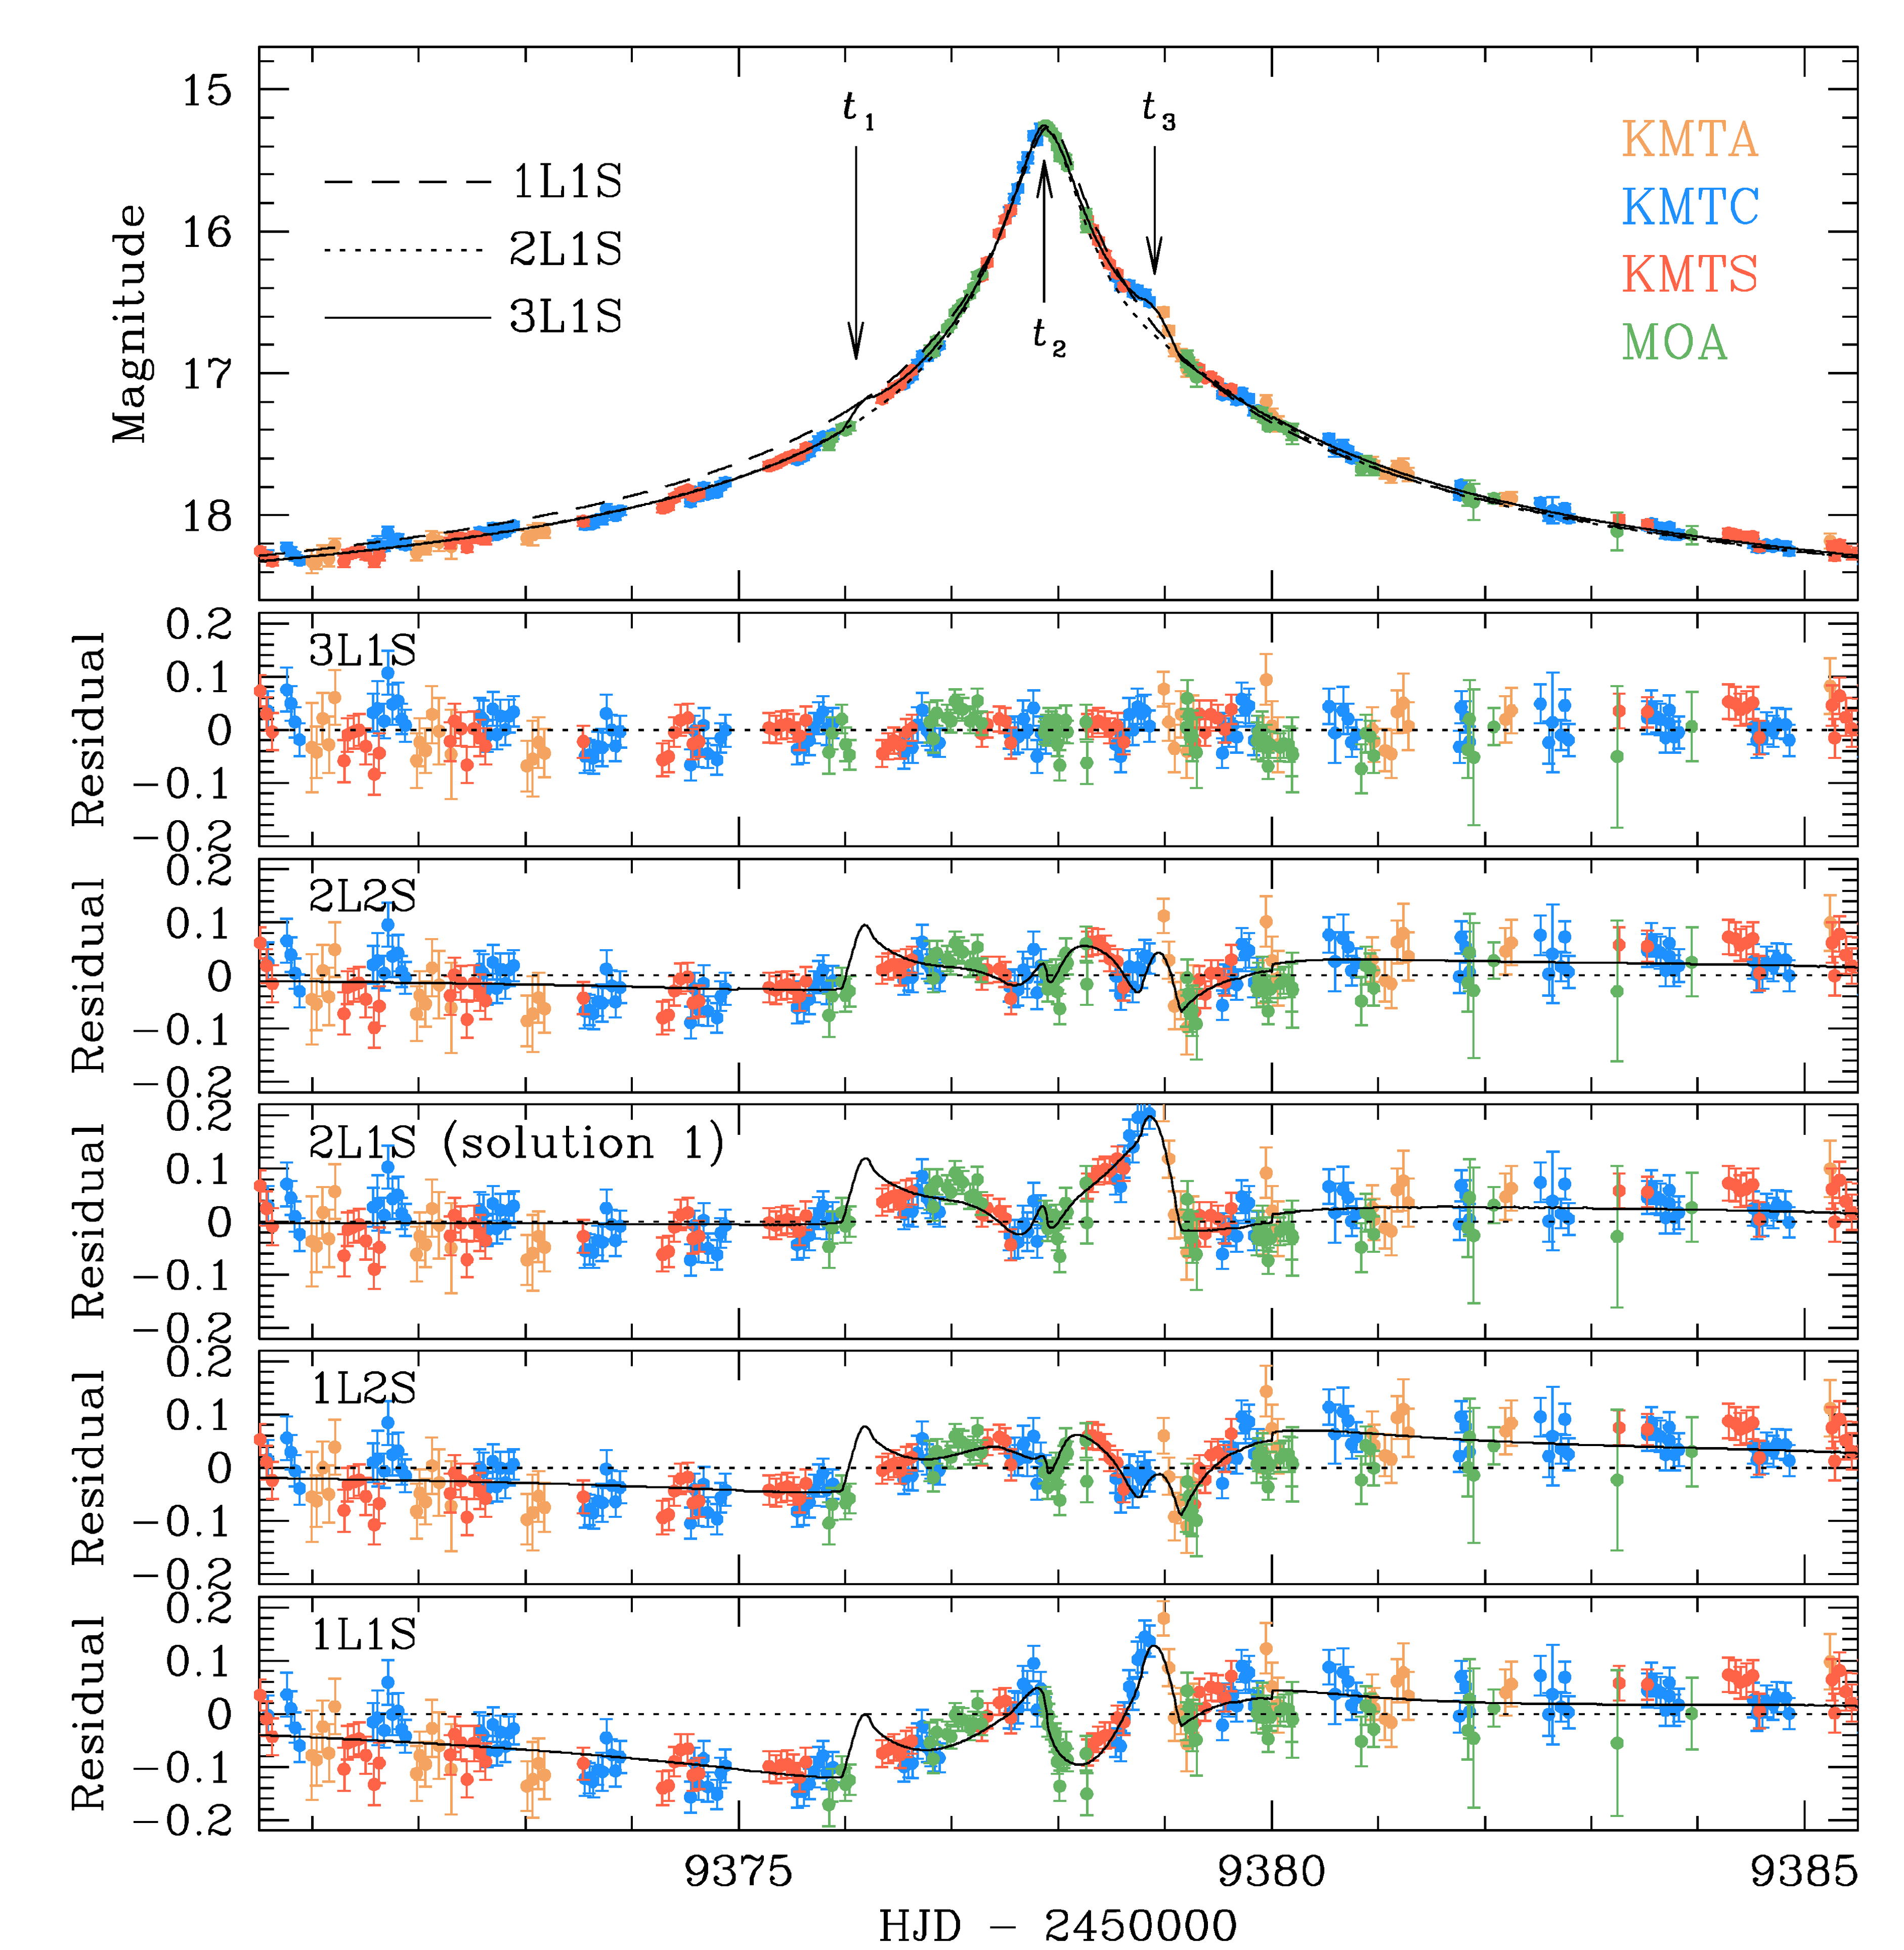 15
16
17
18
Magnitude
1L1S
2L1S
3L1S
t1
t2
t3
KMTA
KMTC
KMTS
MOA
Residual
0.2
0.1
0
−0.1
−0.2
3L1S
Residual
0.2
0.1
0
−0.1
−0.2
2L2S
Residual
0.2
0.1
0
−0.1
−0.2
2L1S (solution 1)
Residual
0.2
0.1
0
−0.1
−0.2
1L2S
Residual
0.2
0.1
0
−0.1
−0.2
1L1S
9375
9380
9385
HJD − 2450000